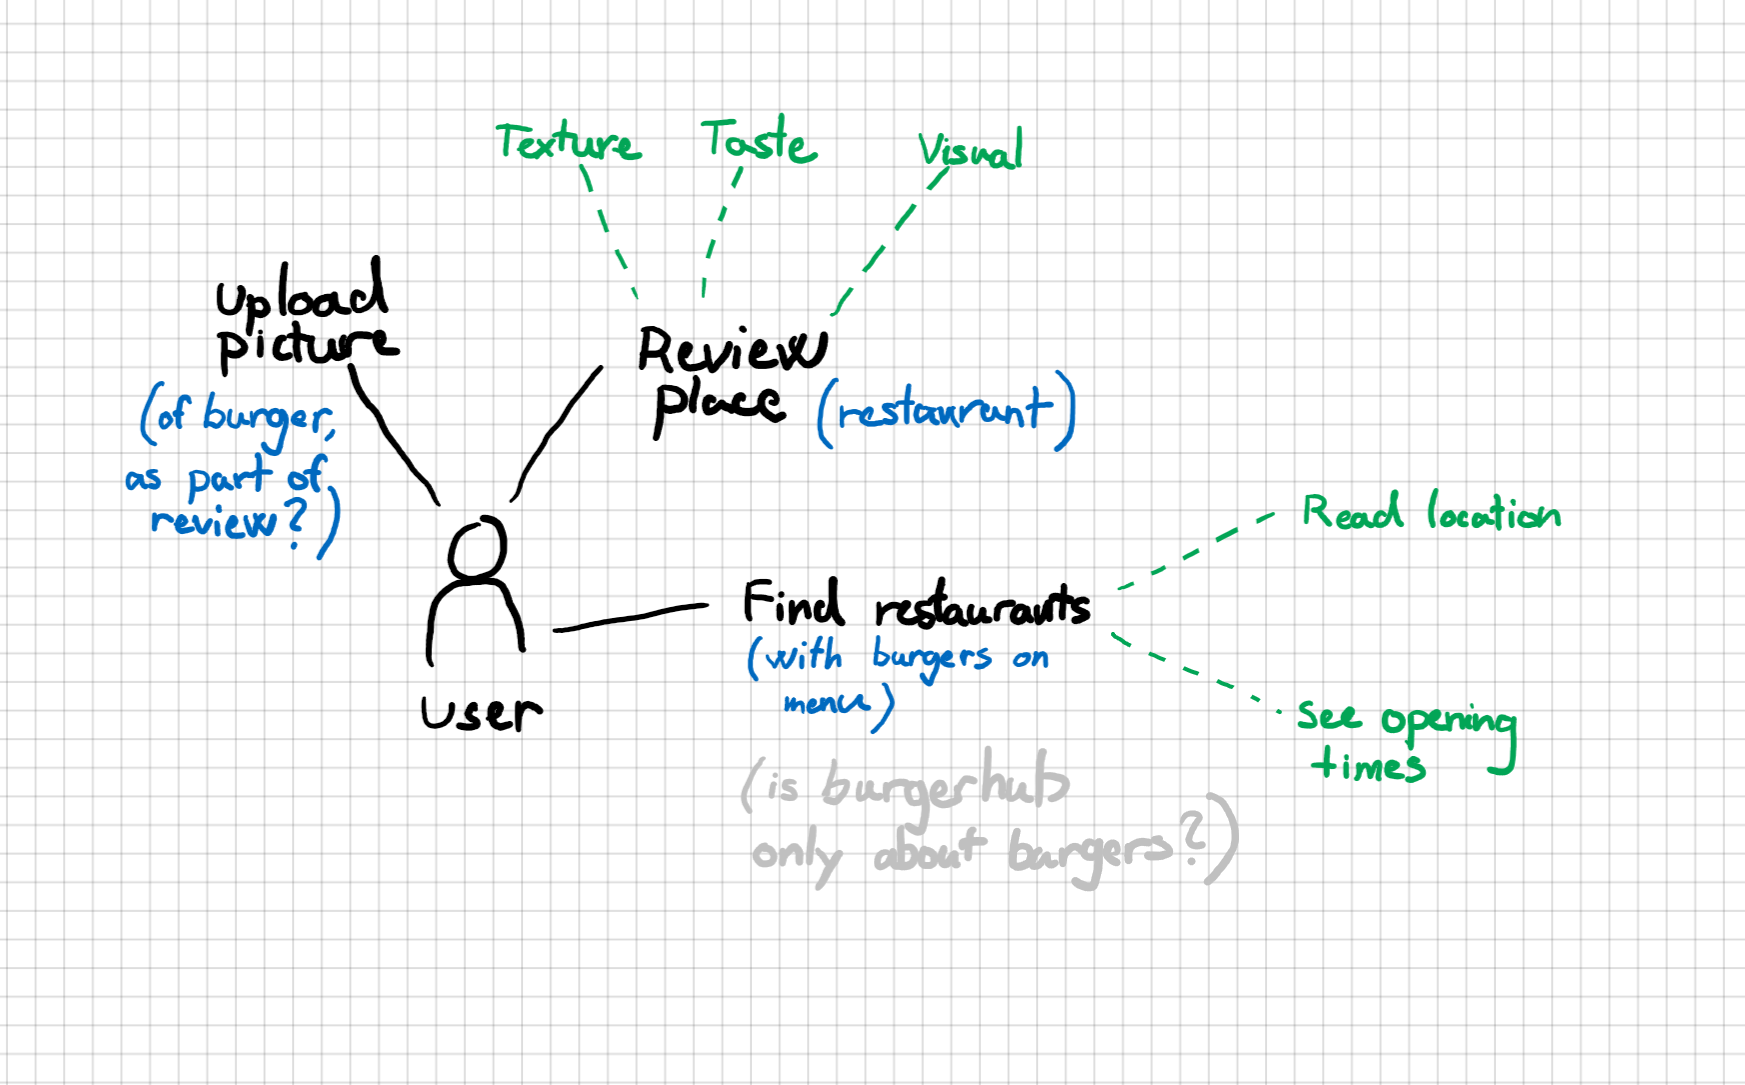 Texture
Taste
Visual
Upload
picture
(of burger,
as part of
review?)
Review
place (restaurant)
User
Find restaurants
(with burgers on
menu)
(is burgerhub
only about burgers?)
Read location
See opening
times